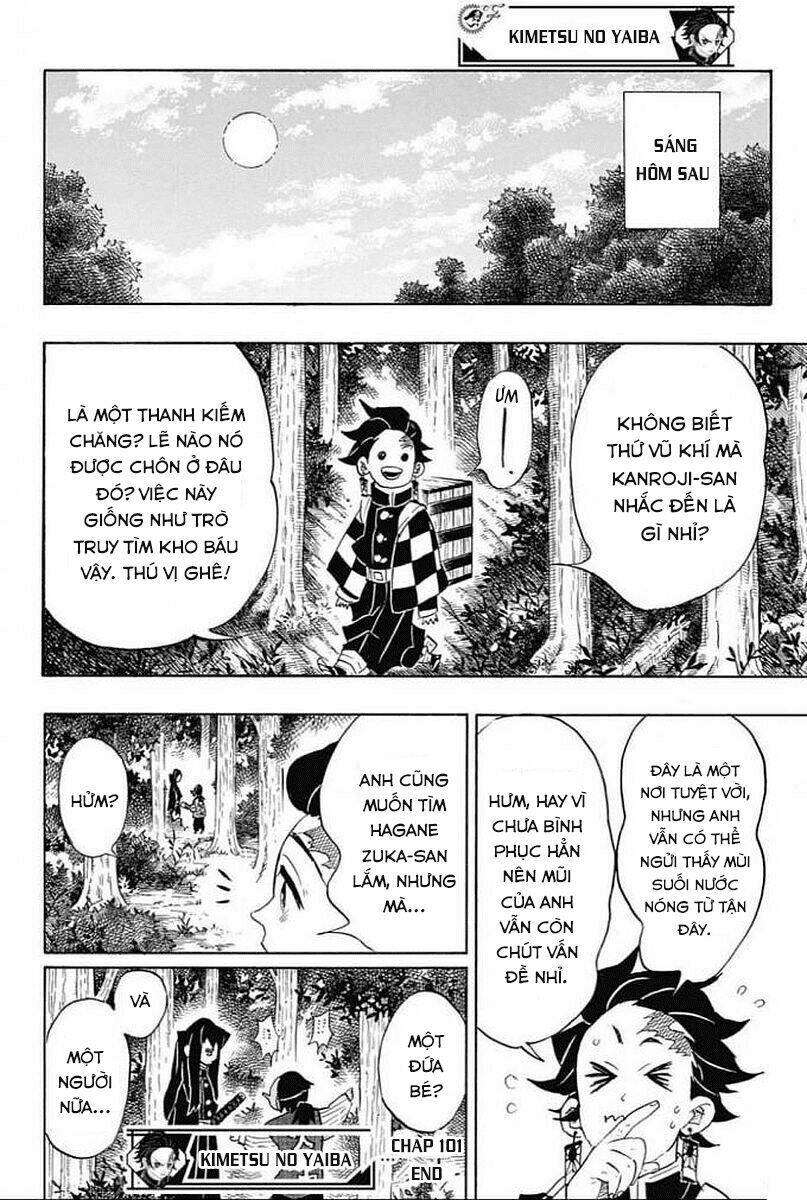 KIMETSU NO YAIBA
SÁNG
HÔM SAU
KHÔNG BIẾT
THỨ VŨ KHÍ MÀ
KANROJI-SAN
NHẮC ĐẾN LÀ
GÌ NHỈ?
ƯM
LÀ MỘT THANH KIẾM
CHĂNG? LẼ NÀO NÓ
ĐƯỢC CHÔN Ở ĐÂU
ĐÓ? VIỆC NÀY
GIỐNG NHƯ TRÒ
TRUY TÌM KHO BÁU
VẬY. THÚ VỊ GHÊ!
ĐÂY LÀ MỘT
NƠI TUYỆT VỜI,
NHƯNG ANH
VẪN CÓ THỂ
NGỬI THẤY MÙI
SUỐI NƯỚC
NÓNG TỪ TẬN
ĐÂY.
HƯM, HAY VÌ
CHƯA BÌNH
PHỤC HẲN
NÊN MŨI
CỦA ANH
VẪN CÒN
CHÚT VẤN
ĐỀ NHỈ.
ANH CŨNG
MUỐN TÌM
HAGANE
ZUKA-SAN
LẮM, NHƯNG
MÀ...
HỬM?
MỘT
ĐỨA
BÉ?
VÀ
MỘT
NGƯỜI
NỮA...
KIMETSU NO YAIBA
CHAP 101
END